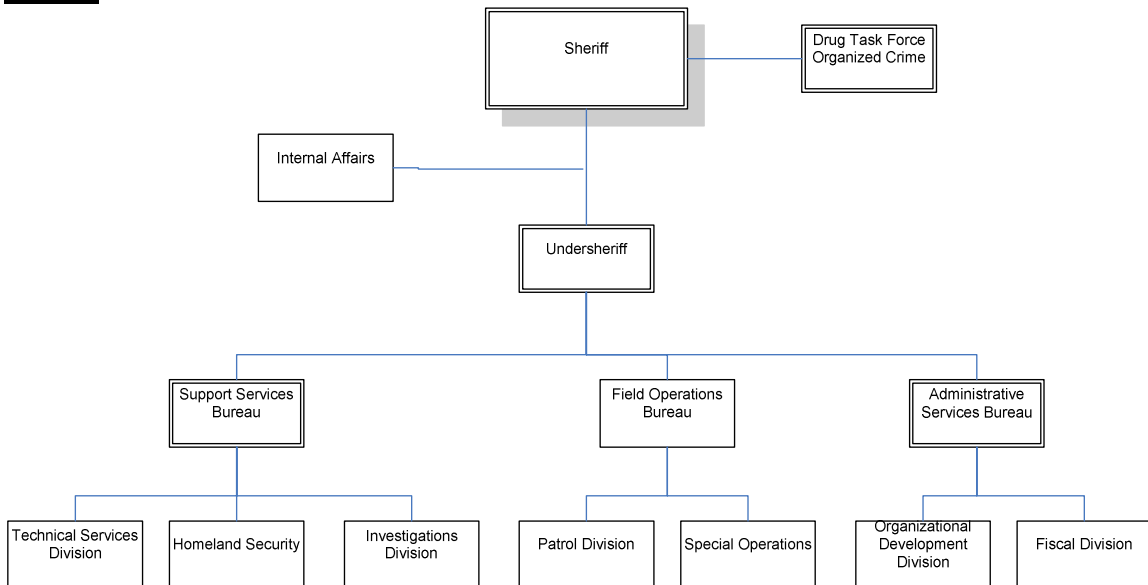 Sheriff
Drug Task Force
Organized Crime
Internal Affairs
Undersheriff
Support Services
Bureau
Field Operations
Bureau
Administrative
Services Bureau
Technical Services
Division
Homeland Security
Investigations
Division
Patrol Division
Special Operations
Organizational
Development
Division
Fiscal Division